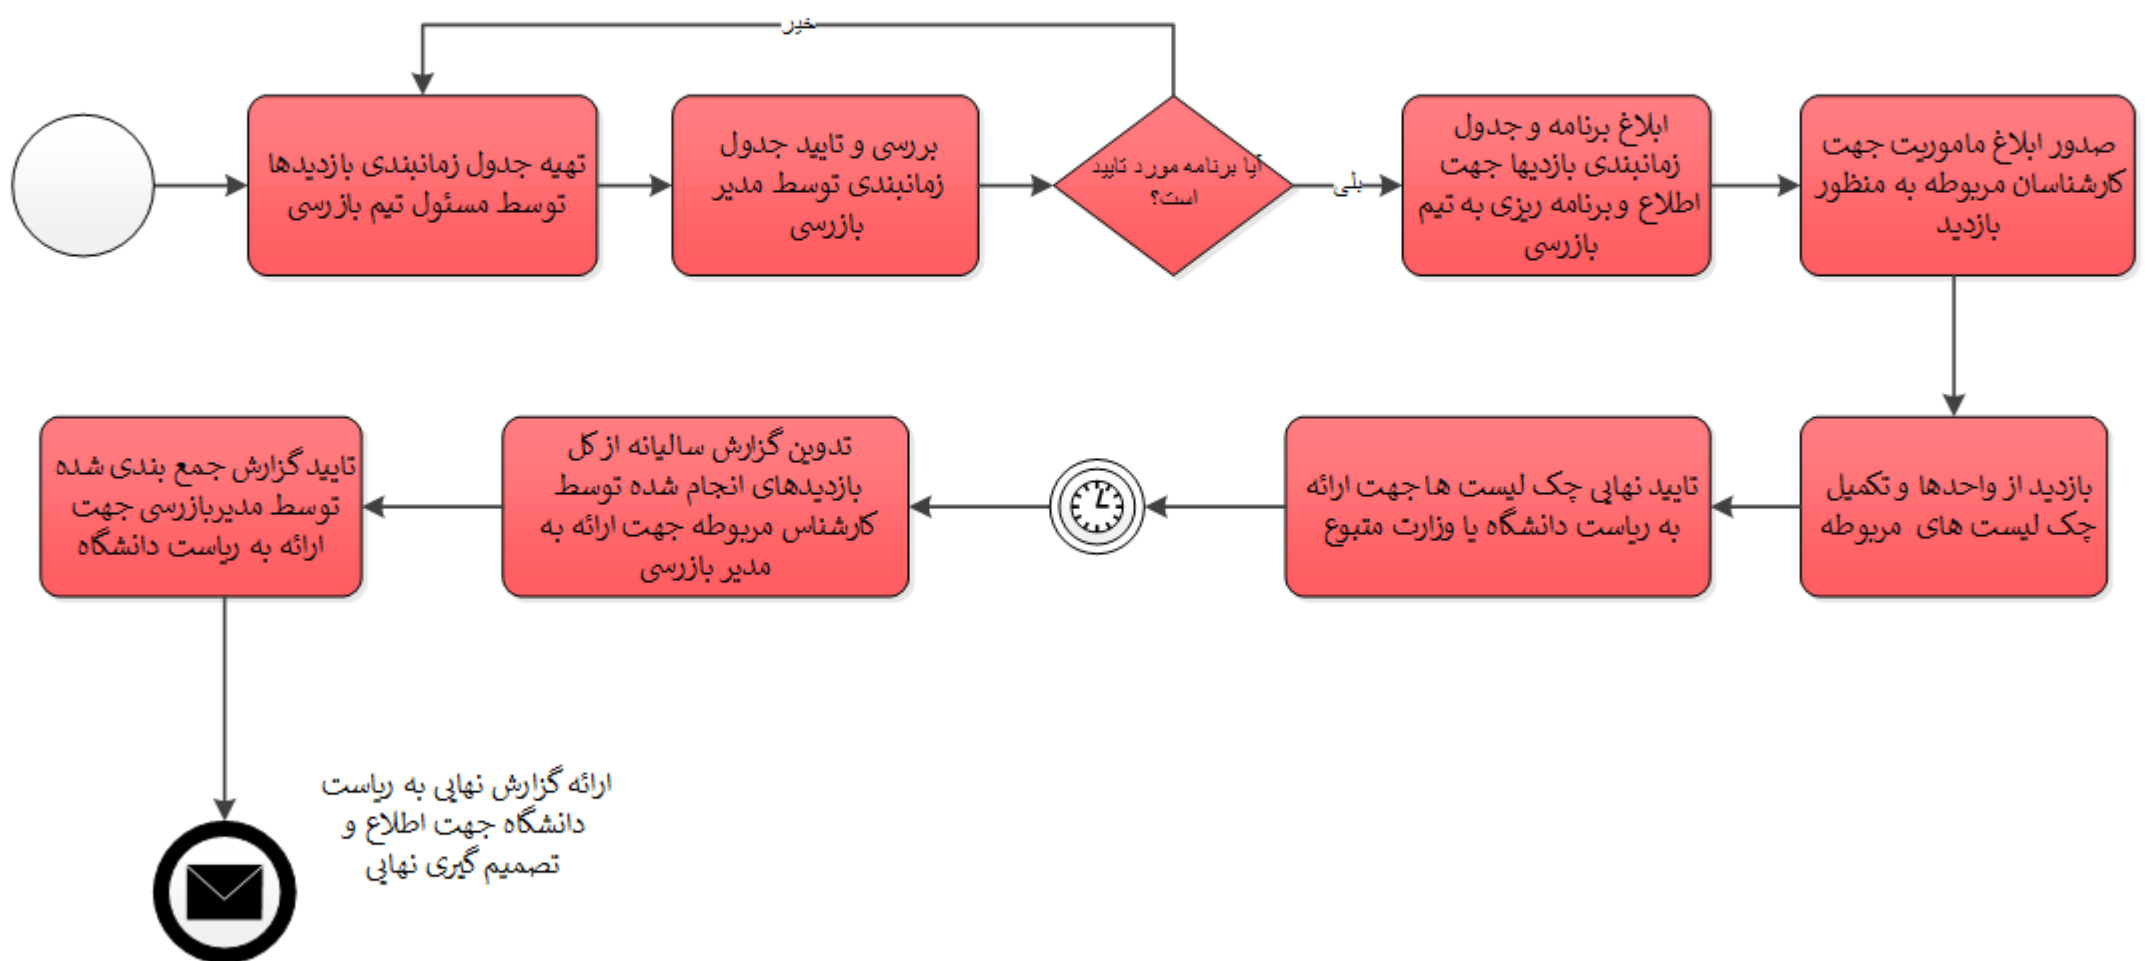 خیر
تهیه جدول زمانبندی بازدیدها
توسط مسئول تیم بازرسی
بررسی و تایید جدول
زمانبندی توسط مدیر
بازرسی
آیا برنامه مورد تایید
است؟
بلی
ابلاغ برنامه و جدول
زمانبندی بازدیها جهت
اطلاع وبرنامه ریزی به تیم
بازرسی
صدور ابلاغ ماموریت جهت
کارشناسان مربوطه به منظور
بازدید
بازدید از واحدها و تکمیل
چک لیست های مربوطه
تایید نهایی چک لیست ها جهت ارائه
به ریاست دانشگاه یا وزارت متبوع
تدوین گزارش سالیانه از کل
بازدیدهای انجام شده توسط
کارشناس مربوطه جهت ارائه به
مدیر بازرسی
تایید گزارش جمع بندی شده
توسط مدیربازرسی جهت
ارائه به ریاست دانشگاه
ارائه گزارش نهایی به ریاست
دانشگاه جهت اطلاع و
تصمیم گیری نهایی